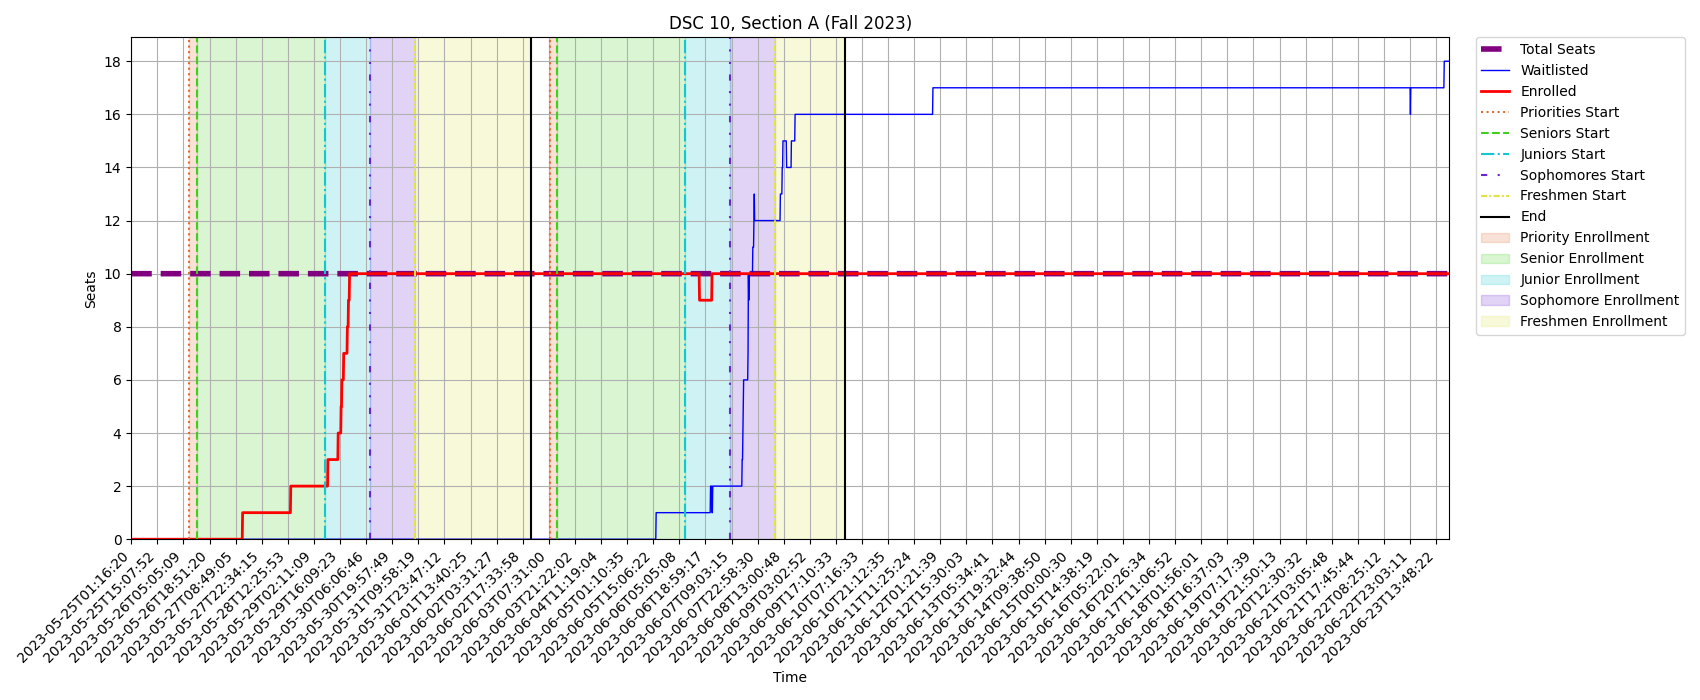 DSC 10, Section A (Fall 2023)
Seats
18
16
14
12
10
8
6
4
2
0
2023-05-25T01:16:20
2023-05-25T15:07:52
2023-05-26T05:05:09
2023-05-26T18:51:20
2023-05-27T08:49:05
2023-05-27T22:34:15
2023-05-28T12:25:53
2023-05-29T02:11:09
2023-05-29T16:09:23
2023-05-30T06:06:46
2023-05-30T19:57:49
2023-05-31T09:58:19
2023-05-31T23:47:12
2023-06-01T13:40:25
2023-06-02T03:31:27
2023-06-02T17:33:58
2023-06-03T07:31:00
2023-06-03T21:22:02
2023-06-04T11:19:04
2023-06-05T01:10:35
2023-06-05T15:06:22
2023-06-06T05:05:08
2023-06-06T18:59:17
2023-06-07T09:03:15
2023-06-07T22:58:30
2023-06-08T13:00:48
2023-06-09T03:02:52
2023-06-09T17:10:33
2023-06-10T07:16:33
2023-06-10T21:12:35
2023-06-11T11:25:24
2023-06-12T01:21:39
2023-06-12T15:30:03
2023-06-13T05:34:41
2023-06-13T19:32:44
2023-06-14T09:38:50
2023-06-15T00:00:30
2023-06-15T14:38:19
2023-06-16T05:22:01
2023-06-16T20:26:34
2023-06-17T11:06:52
2023-06-18T01:56:01
2023-06-18T16:37:03
2023-06-19T07:17:39
2023-06-19T21:50:13
2023-06-20T12:30:32
2023-06-21T03:05:48
2023-06-21T17:45:44
2023-06-22T08:25:12
2023-06-22T23:03:11
2023-06-23T13:48:22
Time
Total Seats
Waitlisted
Enrolled
Priorities Start
Seniors Start
Juniors Start
Sophomores Start
Freshmen Start
End
Priority Enrollment
Senior Enrollment
Junior Enrollment
Sophomore Enrollment
Freshmen Enrollment